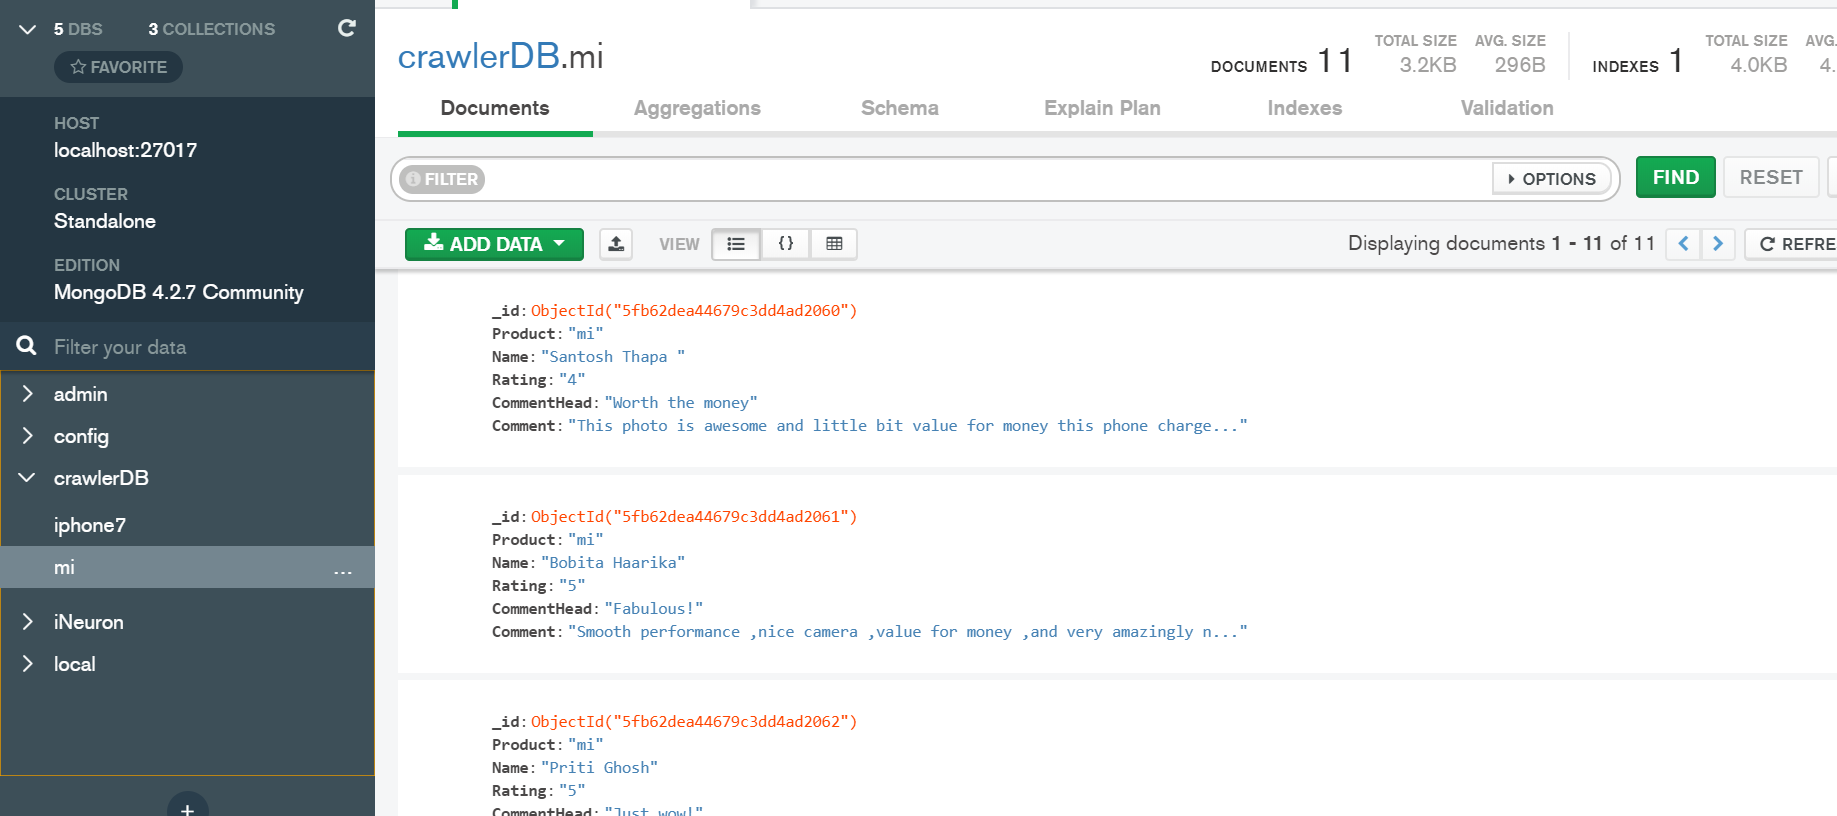 5 DBS 3 COLLECTIONS
FAVORITE
HOST
localhost:27017
CLUSTER
Standalone
EDITION
MongoDB 4.2.7 Community
Filter your data
admin
config
crawlerDB
iphone7
mi ...
iNeuron
local
+
crawlerDB.mi
DOCUMENTS 11 TOTAL SIZE 3.2KB AVG. SIZE 296B INDEXES 1 TOTAL SIZE 4.0KB AVG. 4.
Documents Aggregations Schema Explain Plan Indexes Validation
FILTER OPTIONS FIND RESET
ADD DATA VIEW {} Displaying documents 1 - 11 of 11 REFRE
_id: ObjectId("5fb62dea44679c3dd4ad2060")
Product: "mi"
Name: "Santosh Thapa "
Rating: "4"
CommentHead: "Worth the money"
Comment: "This photo is awesome and little bit value for money this phone charge..."
_id: ObjectId("5fb62dea44679c3dd4ad2061")
Product: "mi"
Name: "Bobita Haarika"
Rating: "5"
CommentHead: "Fabulous!"
Comment: "Smooth performance ,nice camera ,value for money ,and very amazingly n..."
_id: ObjectId("5fb62dea44679c3dd4ad2062")
Product: "mi"
Name: "Priti Ghosh"
Rating: "5"
CommentHead: "Just wow!"